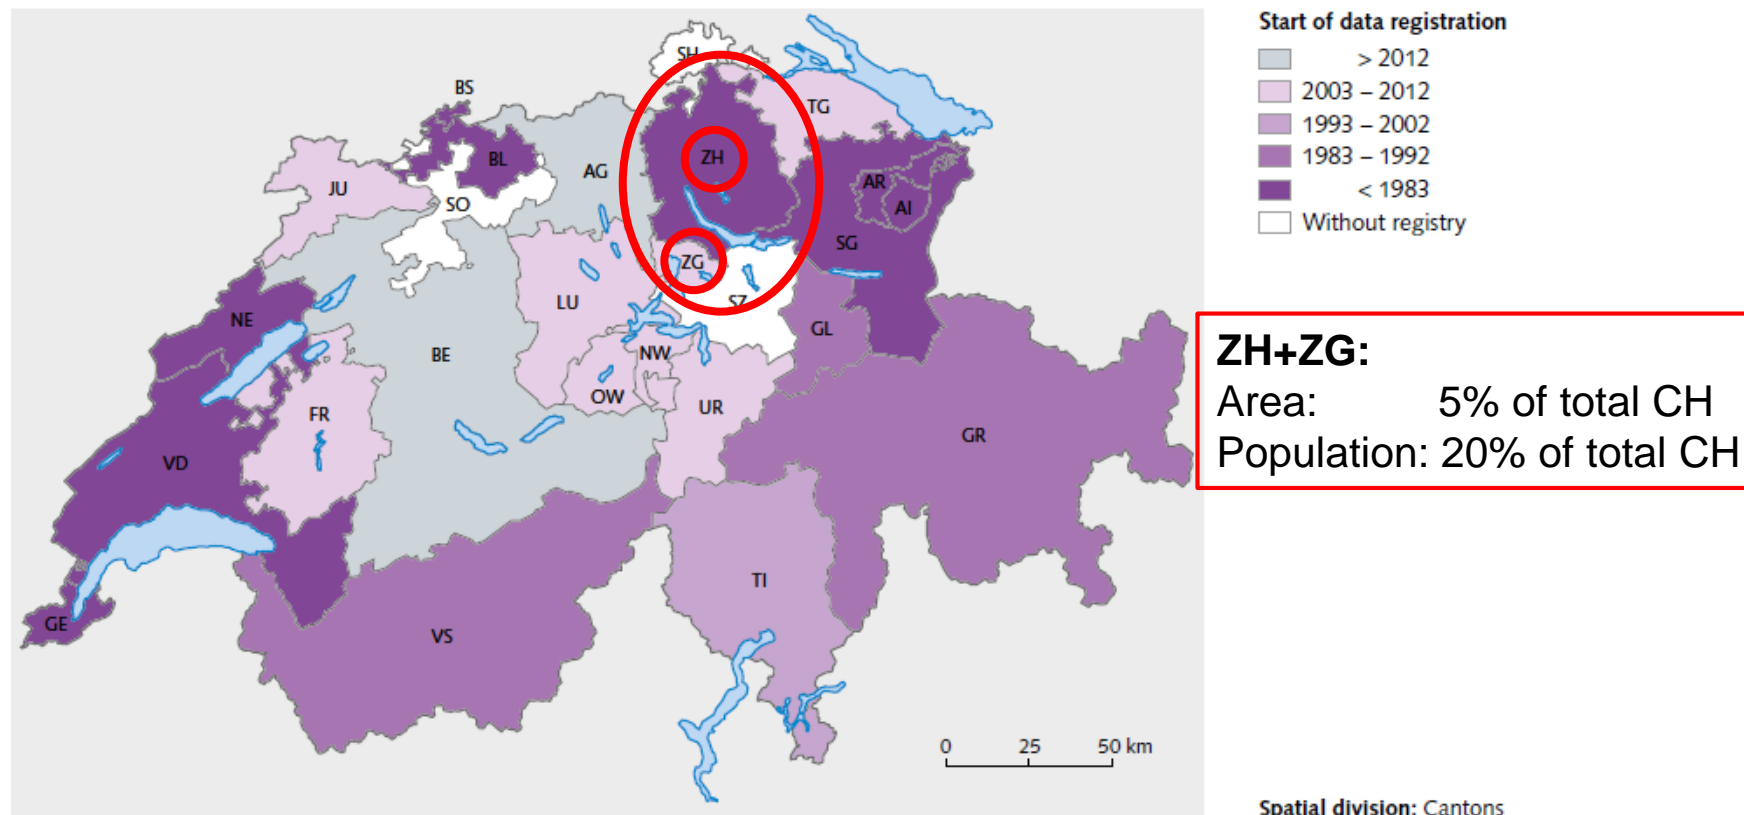 Start of data registration
> 2012
2003 – 2012
1993 – 2002
1983 – 1992
< 1983
Without registry
SH
BS
TG
BL
ZH
AG
JU
AR
AI
SO
SG
ZG
LU
SZ
NE
GL
BE
NW
OW
UR
FR
GR
VD
TI
GE
VS
ZH+ZG:
Area: 5% of total CH
Population: 20% of total CH
0 25 50 km
Spatial division: Cantons